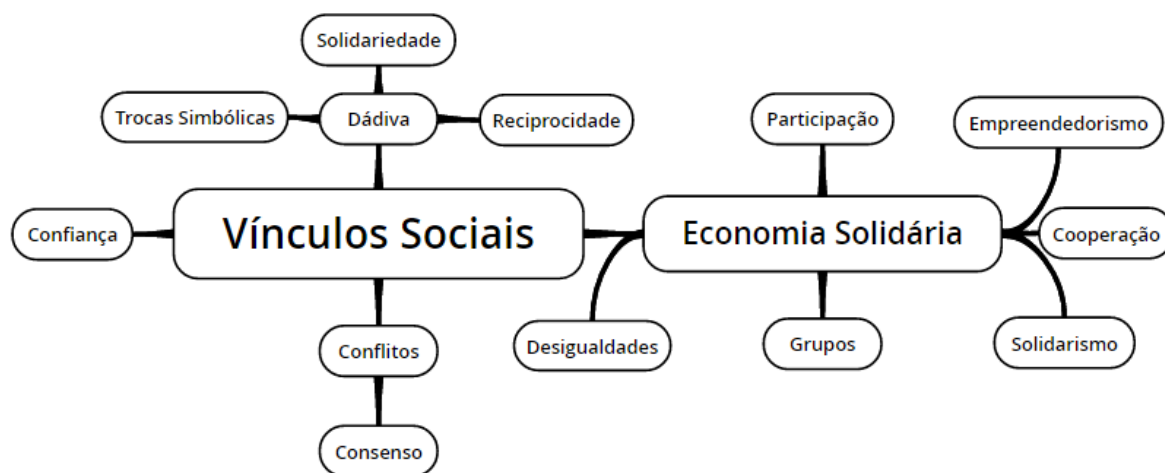 Solidariedade
Trocas Simbólicas
Dádiva
Reciprocidade
Participação
Empreendedorismo
Confiança
Vínculos Sociais
Economia Solidária
Cooperação
Conflitos
Desigualdades
Grupos
Solidarismo
Consenso